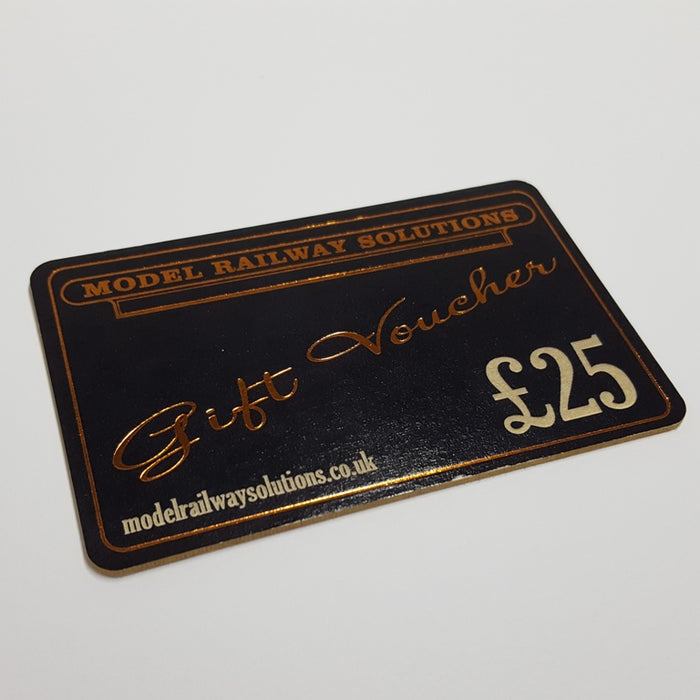 MODEL RAILWAY SOLUTIONS
Gift Voucher
£25
modelrailwaysolutions.co.uk